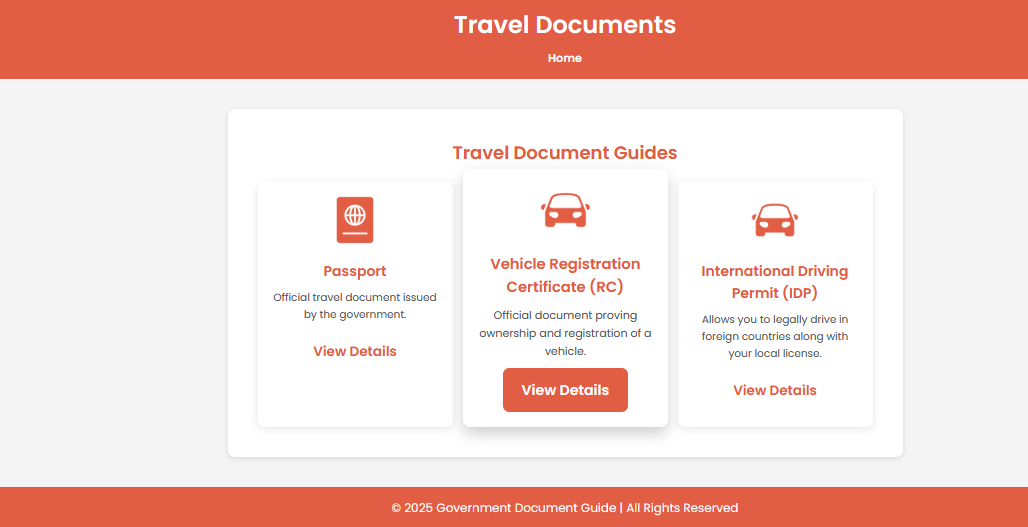 Travel Documents
Home
Travel Document Guides
Passport
Official travel document issued
by the government.
View Details
Vehicle Registration
Certificate (RC)
Official document proving
ownership and registration of a
vehicle.
View Details
International Driving
Permit (IDP)
Allows you to legally drive in
foreign countries along with
your local license.
View Details
© 2025 Government Document Guide | All Rights Reserved